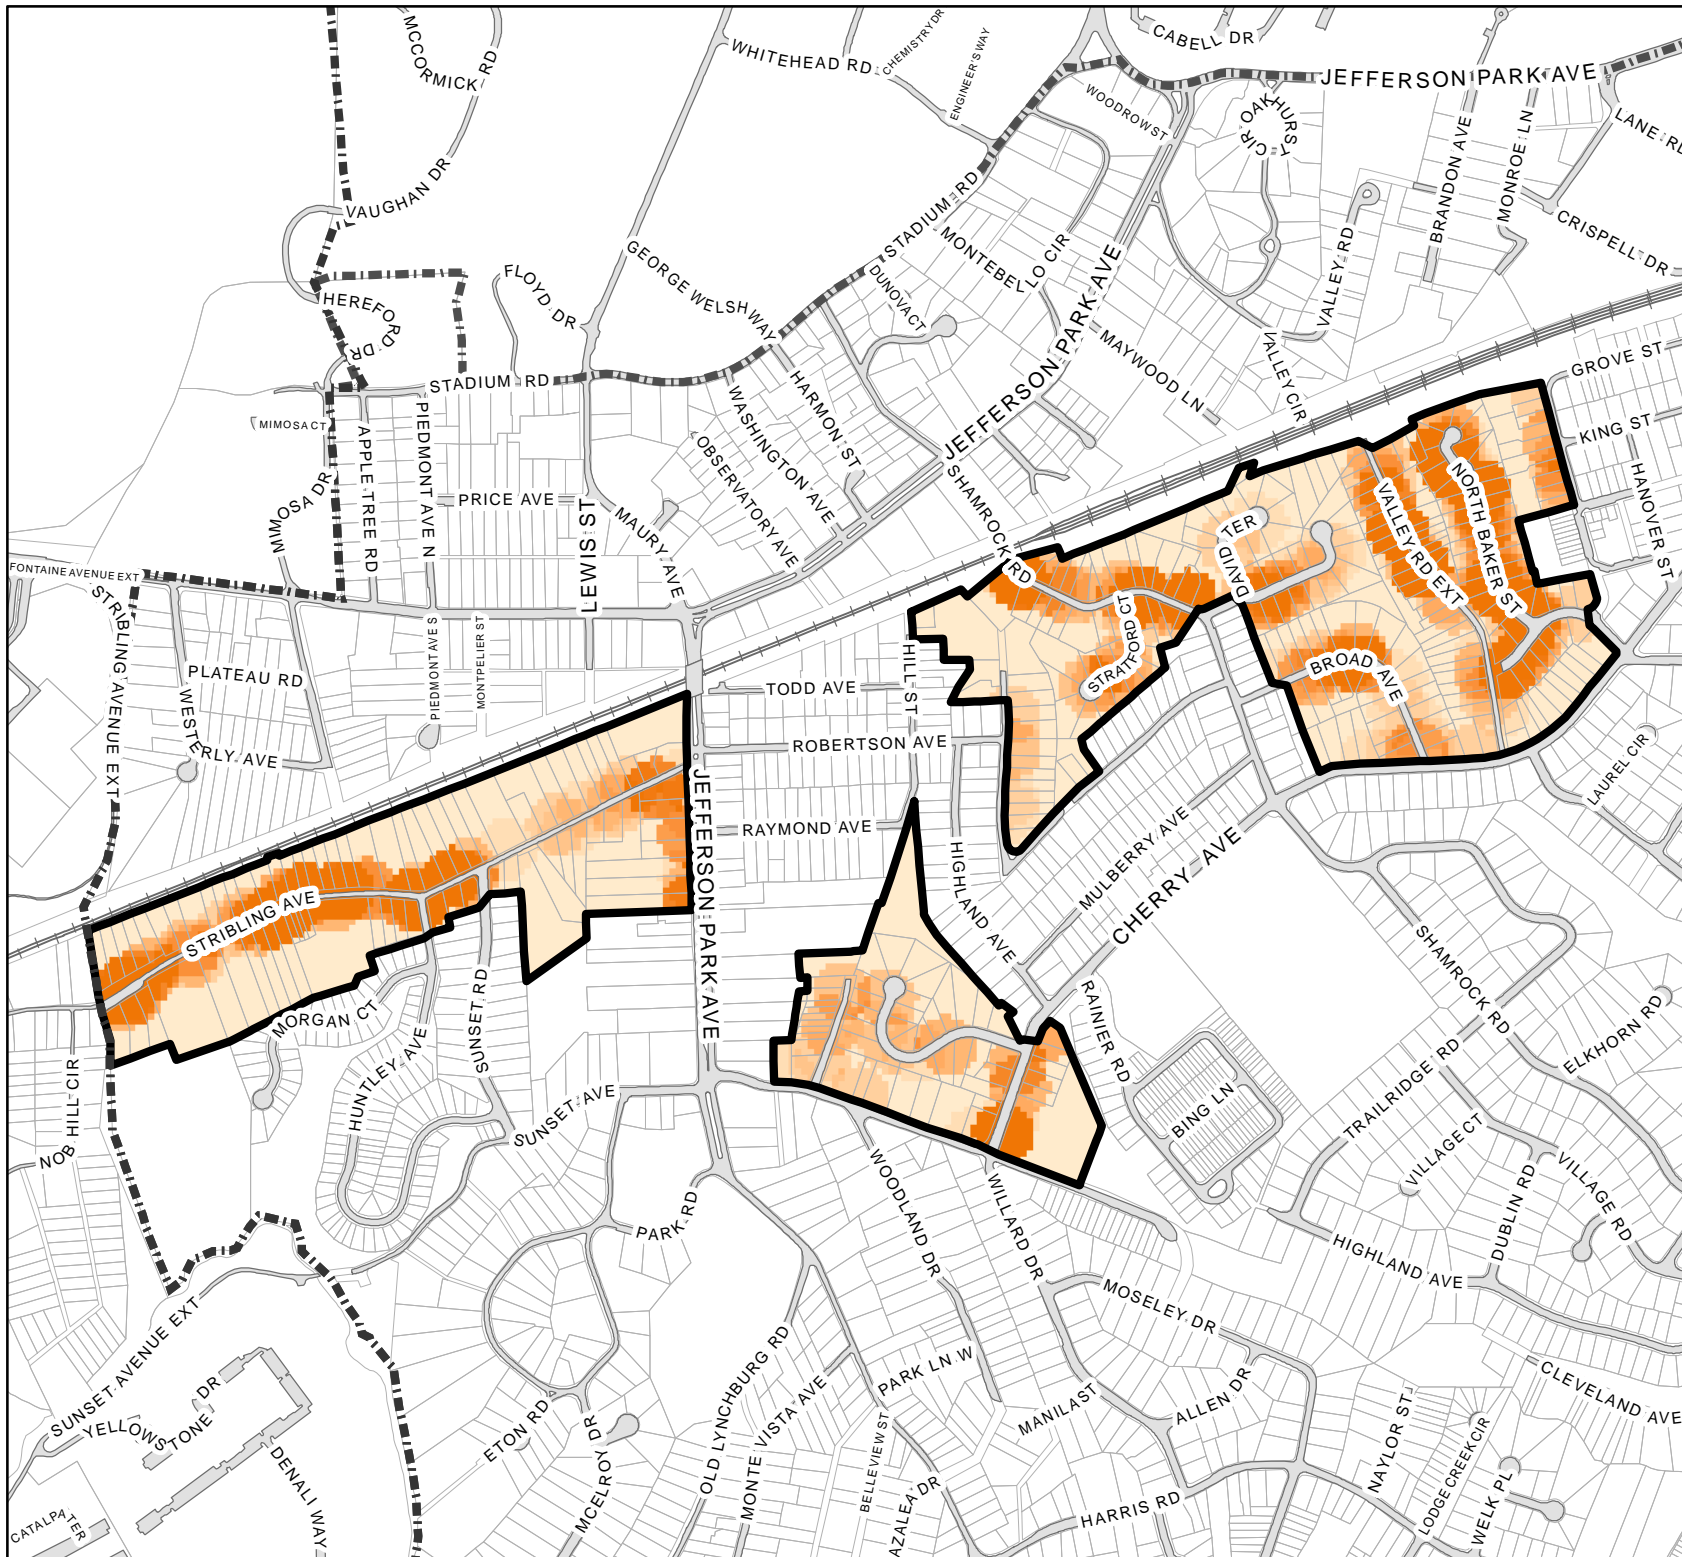 MCCORMICK RD
WHITEHEAD RD
CHEMISTRY DR
ENGINEER'S WAY
CABELL DR
JEFFERSON PARK AVE
WOODROW ST
OAKHURST CIR
LANE RD
BRANDON AVE
MONROE LN
VAUGHAN DR
STADIUM RD
CRISPELL DR
VALLEY RD
MONTEBELLO CIR
GEORGE WELSH WAY
FLOYD DR
DUNOVA CT
HEREFORD DR
JEFFERSON PARK AVE
MAYWOOD LN
VALLEY CIR
GROVE ST
STADIUM RD
HARMON ST
WASHINGTON AVE
MIMOSA CT
KING ST
PIEDMONT AVE N
APPLE TREE RD
OBSERVATORY AVE
SHAMROCK RD
HANOVER ST
MIMOSA DR
PRICE AVE
LEWIS ST
MAURY AVE
VALLEY RD EXT
NORTH BAKER ST
DAVID TER
FONTAINE AVENUE EXT
STRIBLING AVENUE EXT
STRATFORD CT
BROAD AVE
PLATEAU RD
PIEDMONT AVE S
MONTPELIER ST
HILL ST
TODD AVE
WESTERLY AVE
ROBERTSON AVE
LAUREL CIR
JEFFERSON PARK AVE
RAYMOND AVE
MULBERRY AVE
CHERRY AVE
HIGHLAND AVE
STRIBLING AVE
SHAMROCK RD
SUNSET RD
MORGAN CT
HUNTLEY AVE
RAINIER RD
ELKHORN RD
TRAILRIDGE RD
NOB HILL CIR
SUNSET AVE
BING LN
VILLAGE CT
VILLAGE RD
DUBLIN RD
WOODLAND DR
WILLARD DR
PARK RD
HIGHLAND AVE
MOSELEY DR
SUNSET AVENUE EXT
OLD LYNCHBURG RD
PARK LN W
CLEVELAND AVE
YELLOWSTONE DR
MONTE VISTA AVE
MANILA ST
ALLEN DR
NAYLOR ST
ETON RD
MCELROY DR
BELLEVIEW ST
LODGE CREEK CIR
DENALI WAY
AZALEA DR
HARRIS RD
WELK PL
CATALPA TER